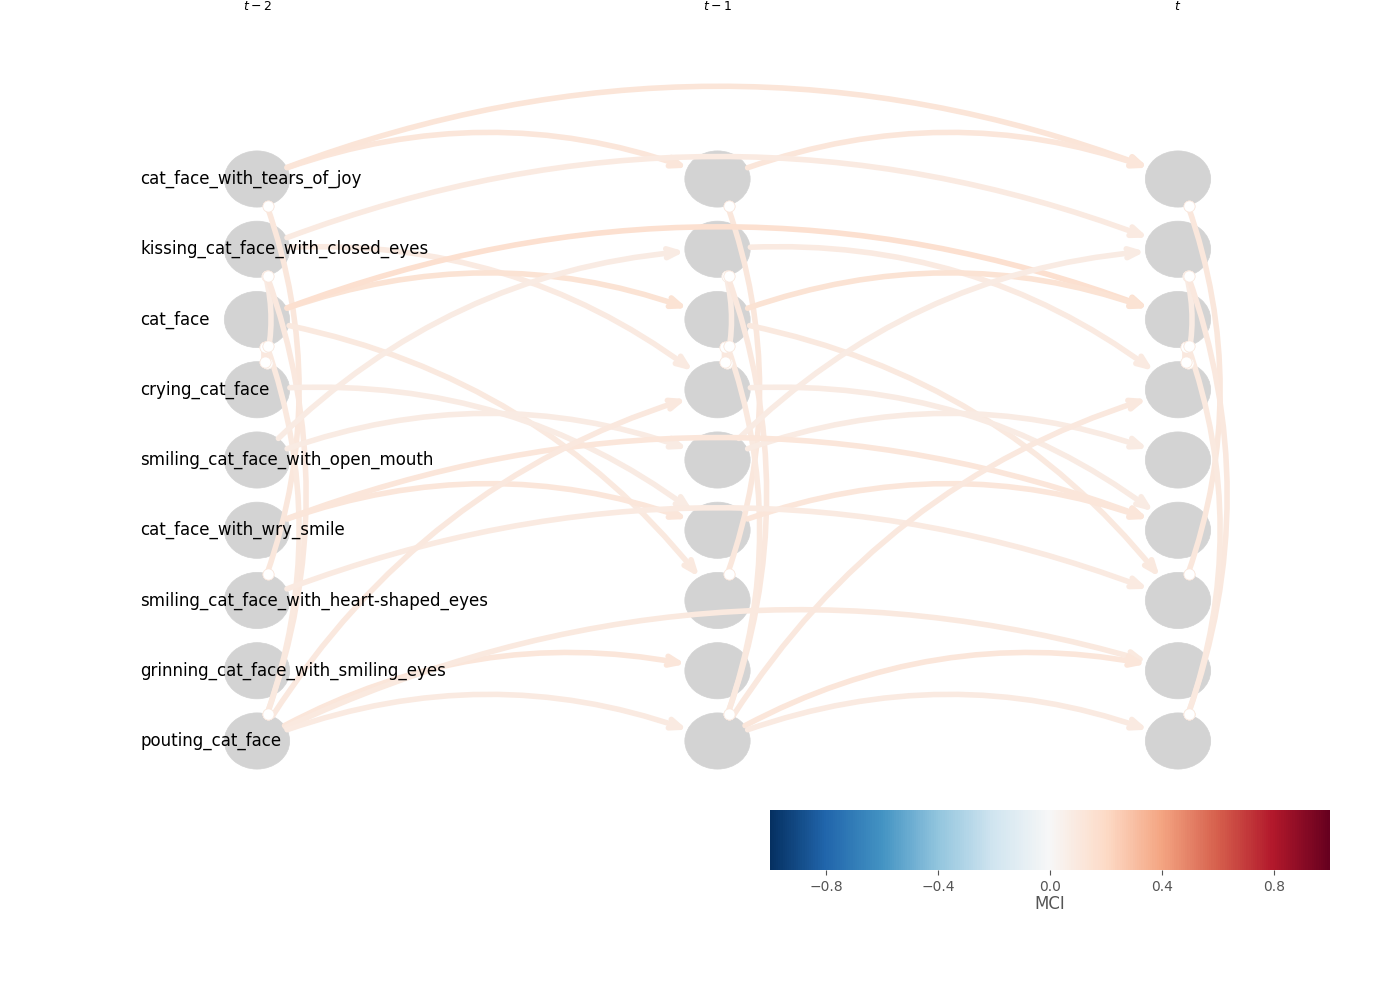 t − 2 t − 1 t
cat_face_with_tears_of_joy
kissing_cat_face_with_closed_eyes
cat_face
crying_cat_face
smiling_cat_face_with_open_mouth
cat_face_with_wry_smile
smiling_cat_face_with_heart-shaped_eyes
grinning_cat_face_with_smiling_eyes
pouting_cat_face
−0.8 −0.4 0.0 0.4 0.8
MCI